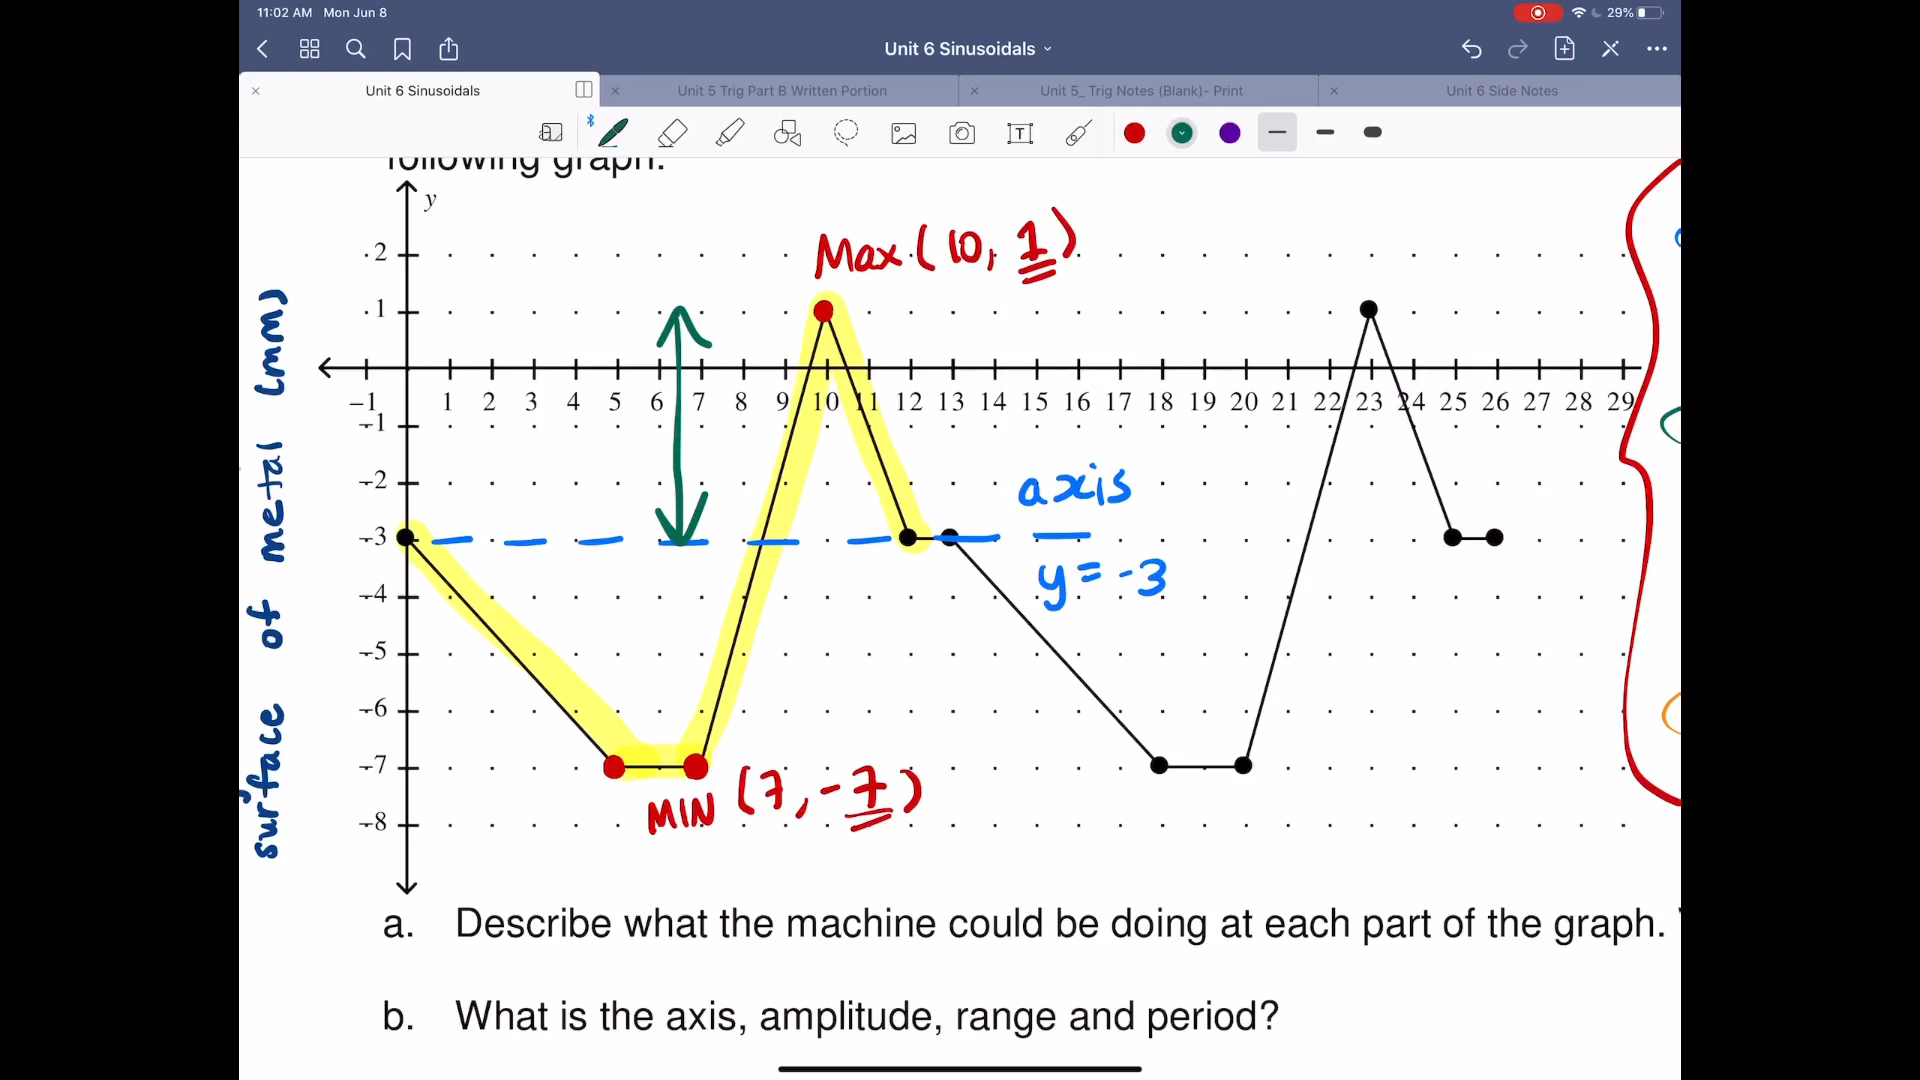 11:02 AM Mon Jun 8
29%
Unit 6 Sinusoidals
Unit 6 Sinusoidals
Unit 5 Trig Part B Written Portion
Unit 5_ Trig Notes (Blank)- Print
Unit 6 Side Notes
T
following graph.
y
Max (10, 1)
2
1
-1 1 2 3 4 5 6 7 8 9 10 11 12 13 14 15 16 17 18 19 20 21 22 23 24 25 26 27 28 29
-1
-2
-3
-4
-5
-6
-7
-8
axis
y = -3
MIN (7, -7)
surface of metal (mm)
a. Describe what the machine could be doing at each part of the graph.
b. What is the axis, amplitude, range and period?